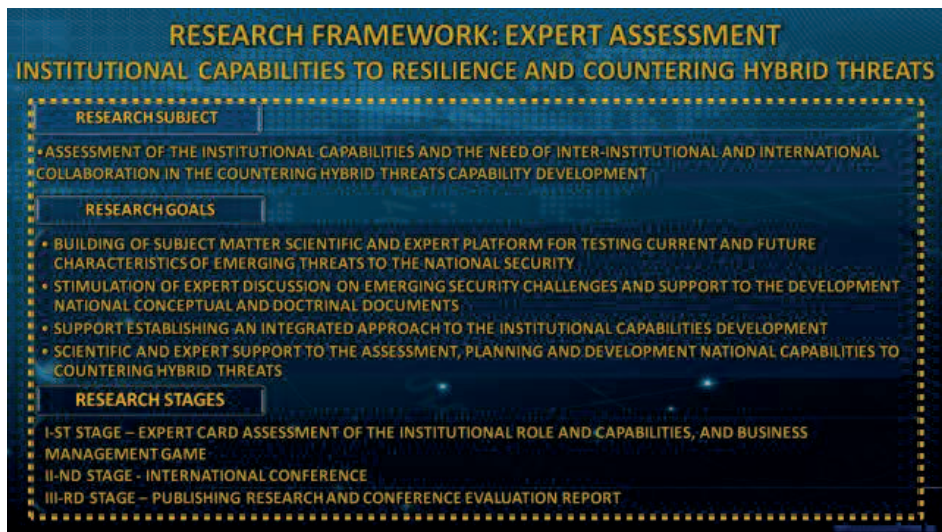 RESEARCH FRAMEWORK: EXPERT ASSESSMENT
INSTITUTIONAL CAPABILITIES TO RESILIENCE AND COUNTERING HYBRID THREATS
RESEARCH SUBJECT
•ASSESSMENT OF THE INSTITUTIONAL CAPABILITIES AND THE NEED OF INTER-INSTITUTIONAL AND INTERNATIONAL
COLLABORATION IN THE COUNTERING HYBRID THREATS CAPABILITY DEVELOPMENT
RESEARCH GOALS
• BUILDING OF SUBJECT MATTER SCIENTIFIC AND EXPERT PLATFORM FOR TESTING CURRENT AND FUTURE
CHARACTERISTICS OF EMERGING THREATS TO THE NATIONAL SECURITY
• STIMULATION OF EXPERT DISCUSSION ON EMERGING SECURITY CHALLENGES AND SUPPORT TO THE DEVELOPMENT
NATIONAL CONCEPTUAL AND DOCTRINAL DOCUMENTS
• SUPPORT ESTABLISHING AN INTEGRATED APPROACH TO THE INSTITUTIONAL CAPABILITIES DEVELOPMENT
• SCIENTIFIC AND EXPERT SUPPORT TO THE ASSESSMENT, PLANNING AND DEVELOPMENT NATIONAL CAPABILITIES TO
COUNTERING HYBRID THREATS
RESEARCH STAGES
I-ST STAGE – EXPERT CARD ASSESSMENT OF THE INSTITUTIONAL ROLE AND CAPABILITIES, AND BUSINESS
MANAGEMENT GAME
II-ND STAGE - INTERNATIONAL CONFERENCE
III-RD STAGE – PUBLISHING RESEARCH AND CONFERENCE EVALUATION REPORT